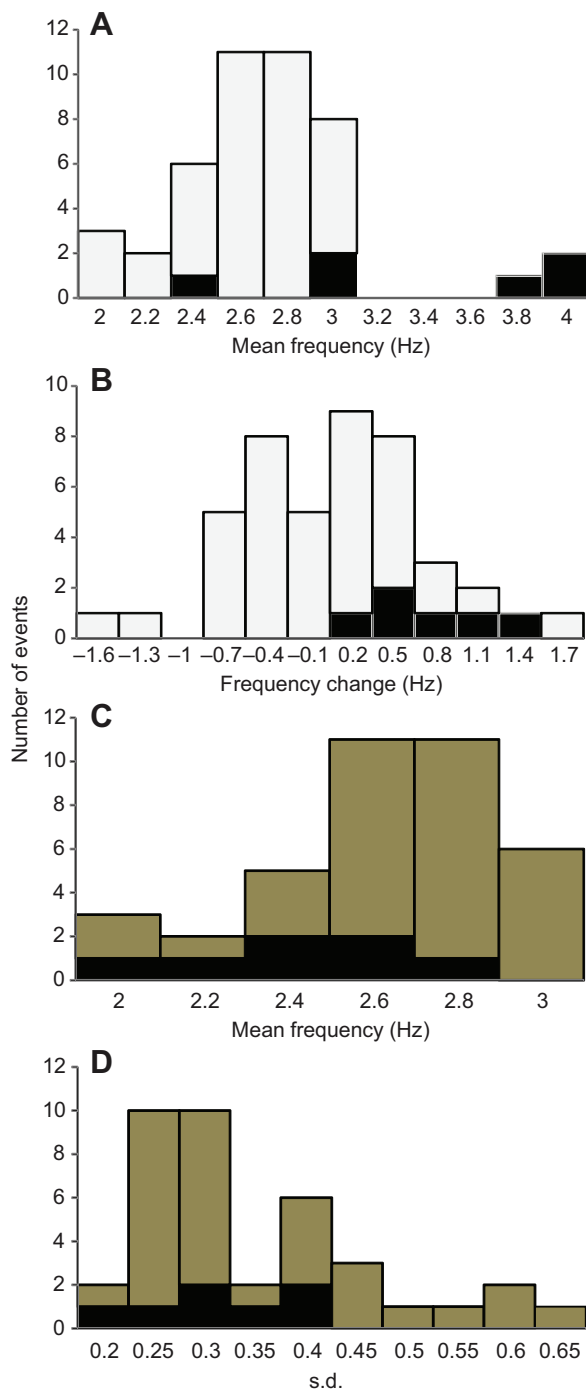 A
12
10
8
6
4
2
0
2 2.2 2.4 2.6 2.8 3 3.2 3.4 3.6 3.8 4
Mean frequency (Hz)
B
10
8
6
4
2
0
–1.6 –1.3 –1 –0.7 –0.4 –0.1 0.2 0.5 0.8 1.1 1.4 1.7
Frequency change (Hz)
Number of events
C
12
10
8
6
4
2
0
2 2.2 2.4 2.6 2.8 3
Mean frequency (Hz)
D
12
10
8
6
4
2
0
0.2 0.25 0.3 0.35 0.4 0.45 0.5 0.55 0.6 0.65
s.d.